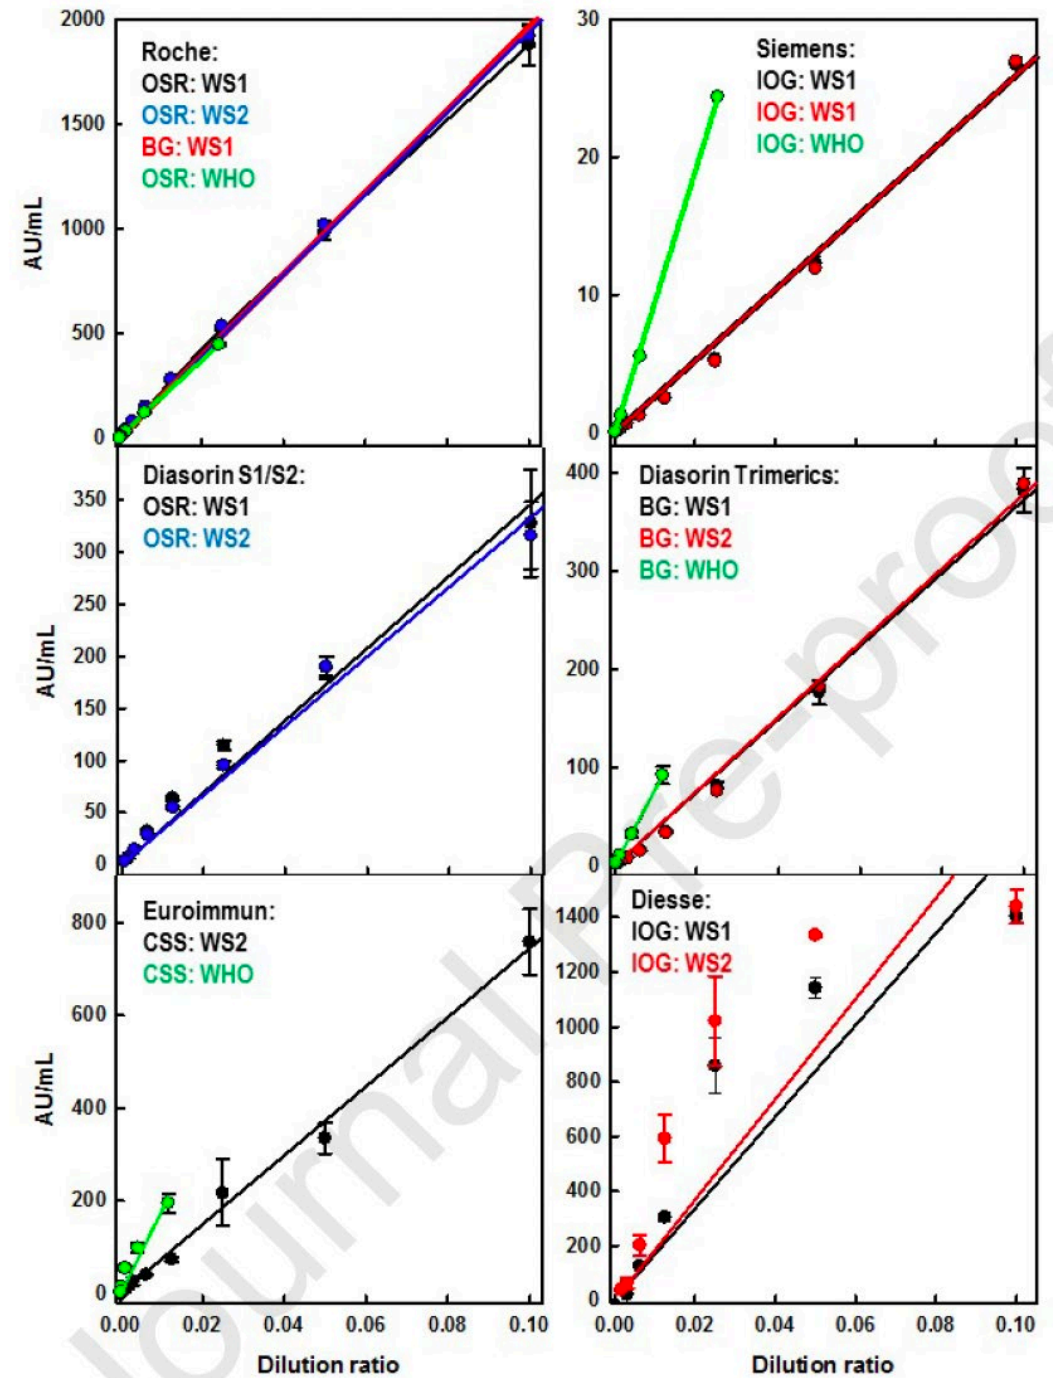 2000
1500
1000
500
0
AU/mL
Roche:
OSR: WS1
OSR: WS2
BG: WS1
OSR: WHO
30
20
10
0
Siemens:
IOG: WS1
IOG: WS1
IOG: WHO
350
300
250
200
150
100
50
0
AU/mL
Diasorin S1/S2:
OSR: WS1
OSR: WS2
400
300
200
100
0
Diasorin Trimerics:
BG: WS1
BG: WS2
BG: WHO
800
600
400
200
0
AU/mL
Euroimmun:
CSS: WS2
CSS: WHO
0.00 0.02 0.04 0.06 0.08 0.10
Dilution ratio
1400
1200
1000
800
600
400
200
0
Diesse:
IOG: WS1
IOG: WS2
0.00 0.02 0.04 0.06 0.08 0.10
Dilution ratio
Journal Pre-proof